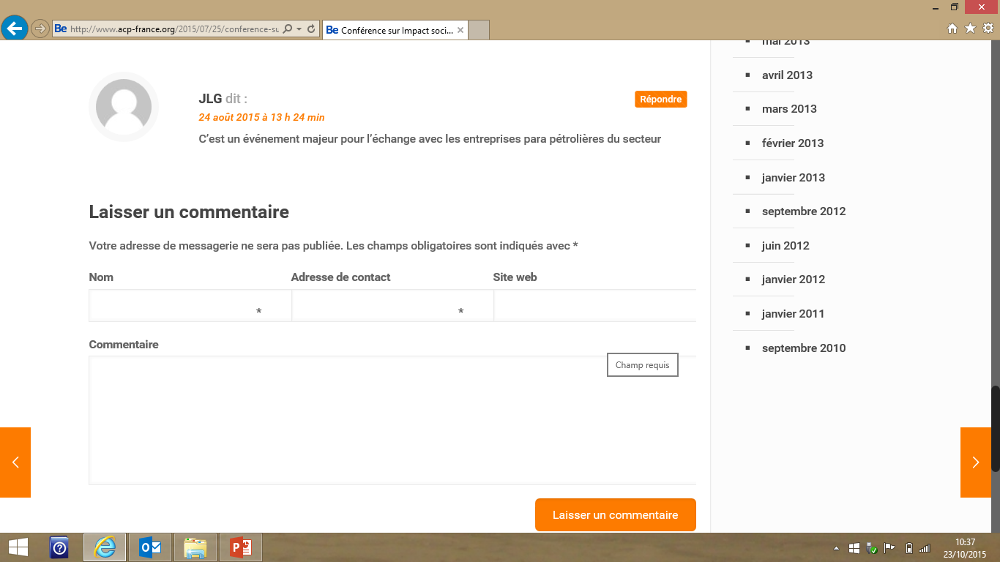 http://www.acp-france.org/2015/07/25/conference-su
Conférence sur Impact soci...
JLG dit :
Répondre
24 août 2015 à 13 h 24 min
C’est un événement majeur pour l’échange avec les entreprises para pétrolières du secteur
Laisser un commentaire
Votre adresse de messagerie ne sera pas publiée. Les champs obligatoires sont indiqués avec *
Nom Adresse de contact Site web
* *
Commentaire
Champ requis
Laisser un commentaire
mai 2013
avril 2013
mars 2013
février 2013
janvier 2013
septembre 2012
juin 2012
janvier 2012
janvier 2011
septembre 2010
10:37
23/10/2015